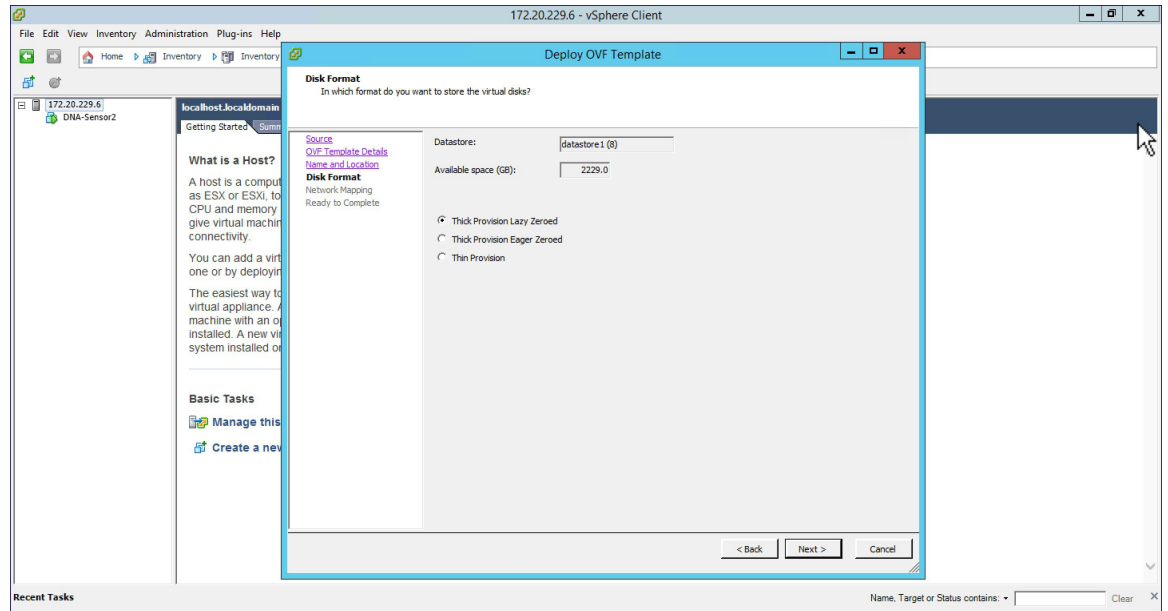 172.20.229.6 - vSphere Client
File Edit View Inventory Administration Plug-ins Help
Home Inventory Inventory
172.20.229.6
DNA-Sensor2
localhost.localdomain
Getting Started Summ
What is a Host?
A host is a comput
as ESX or ESXi, to
CPU and memory
give virtual machin
connectivity.
You can add a virt
one or by deployin
The easiest way to
virtual appliance. A
machine with an op
installed. A new vir
system installed or
Basic Tasks
Manage this
Create a new
Deploy OVF Template
Disk Format
In which format do you want to store the virtual disks?
Source
OVF Template Details
Name and Location
Disk Format
Network Mapping
Ready to Complete
Datastore: datastore1 (8)
Available space (GB): 2229.0
Thick Provision Lazy Zeroed
Thick Provision Eager Zeroed
Thin Provision
< Back Next > Cancel
Recent Tasks Name, Target or Status contains: Clear